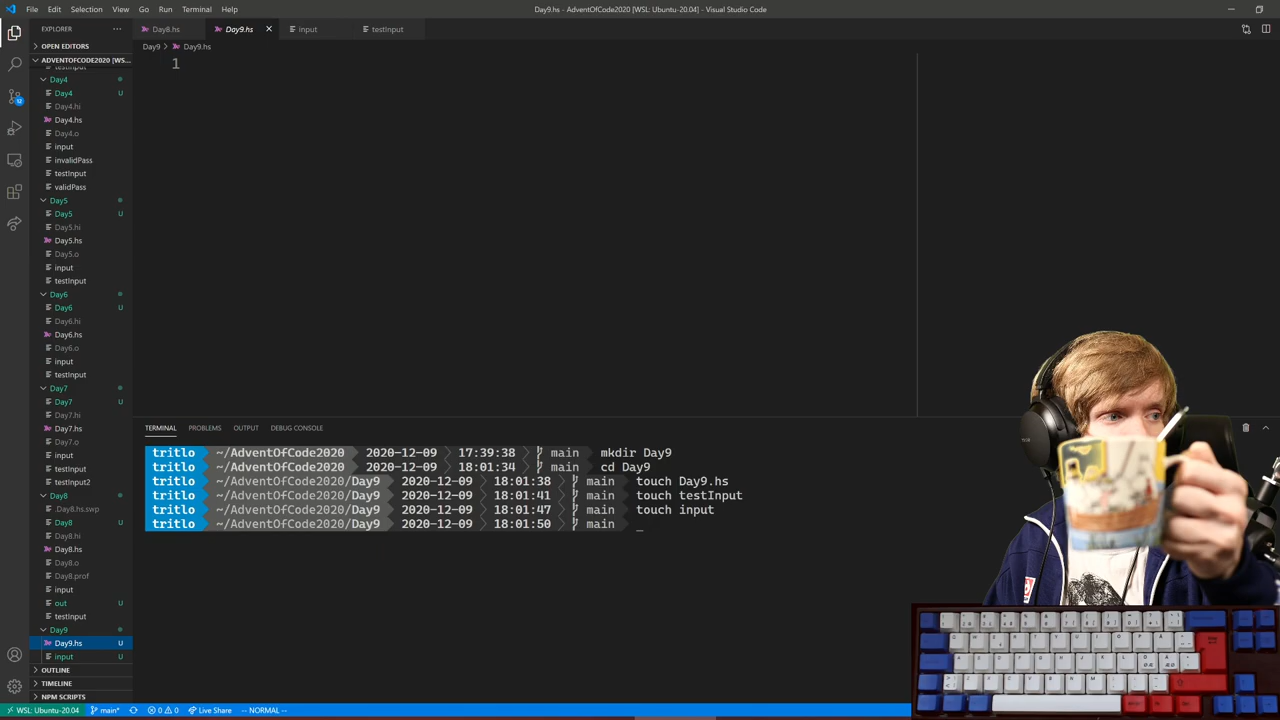 File Edit Selection View Go Run Terminal Help
Day9.hs - AdventOfCode2020 [WSL: Ubuntu-20.04] - Visual Studio Code
EXPLORER
Day8.hs Day9.hs input testInput
OPEN EDITORS
Day9 Day9.hs
ADVENTOFCODE2020 [WS...
1
testInput
Day4
Day4 U
Day4.hi
12
Day4.hs
Day4.o
input
invalidPass
testInput
validPass
Day5
Day5 U
Day5.hi
Day5.hs
Day5.o
input
testInput
Day6
Day6 U
Day6.hi
Day6.hs
Day6.o
input
testInput
Day7
Day7 U
Day7.hi
Day7.hs
Day7.o
input
testInput
testInput2
Day8
.Day8.hs.swp
Day8 U
Day8.hi
Day8.hs
Day8.o
Day8.prof
input
out U
testInput
Day9
Day9.hs U
input U
OUTLINE
TIMELINE
NPM SCRIPTS
TERMINAL PROBLEMS OUTPUT DEBUG CONSOLE
tritlo ~/AdventOfCode2020 2020-12-09 17:39:38 main mkdir Day9
tritlo ~/AdventOfCode2020 2020-12-09 18:01:34 main cd Day9
tritlo ~/AdventOfCode2020/Day9 2020-12-09 18:01:38 main touch Day9.hs
tritlo ~/AdventOfCode2020/Day9 2020-12-09 18:01:41 main touch testInput
tritlo ~/AdventOfCode2020/Day9 2020-12-09 18:01:47 main touch input
tritlo ~/AdventOfCode2020/Day9 2020-12-09 18:01:50 main _
WSL: Ubuntu-20.04 main* 0 0 Live Share -- NORMAL --